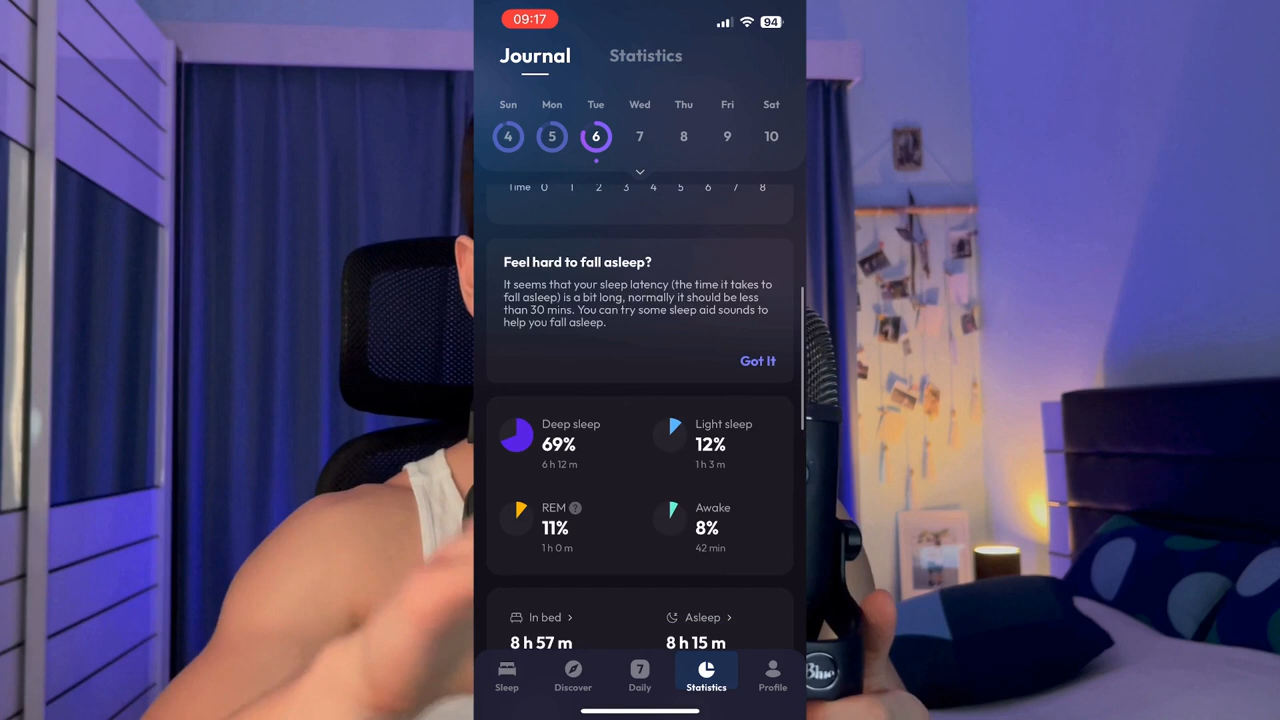 09:17
94
Journal Statistics
Sun Mon Tue Wed Thu Fri Sat
4 5 6 7 8 9 10
Time 0 1 2 3 4 5 6 7 8
Feel hard to fall asleep?
It seems that your sleep latency (the time it takes to
fall asleep) is a bit long, normally it should be less
than 30 mins. You can try some sleep aid sounds to
help you fall asleep.
Got It
Deep sleep Light sleep
69% 12%
6 h 12 m 1 h 3 m
REM ? Awake
11% 8%
1 h 0 m 42 min
In bed > Asleep >
8 h 57 m 8 h 15 m
7
Sleep Discover Daily Statistics Profile
Blue